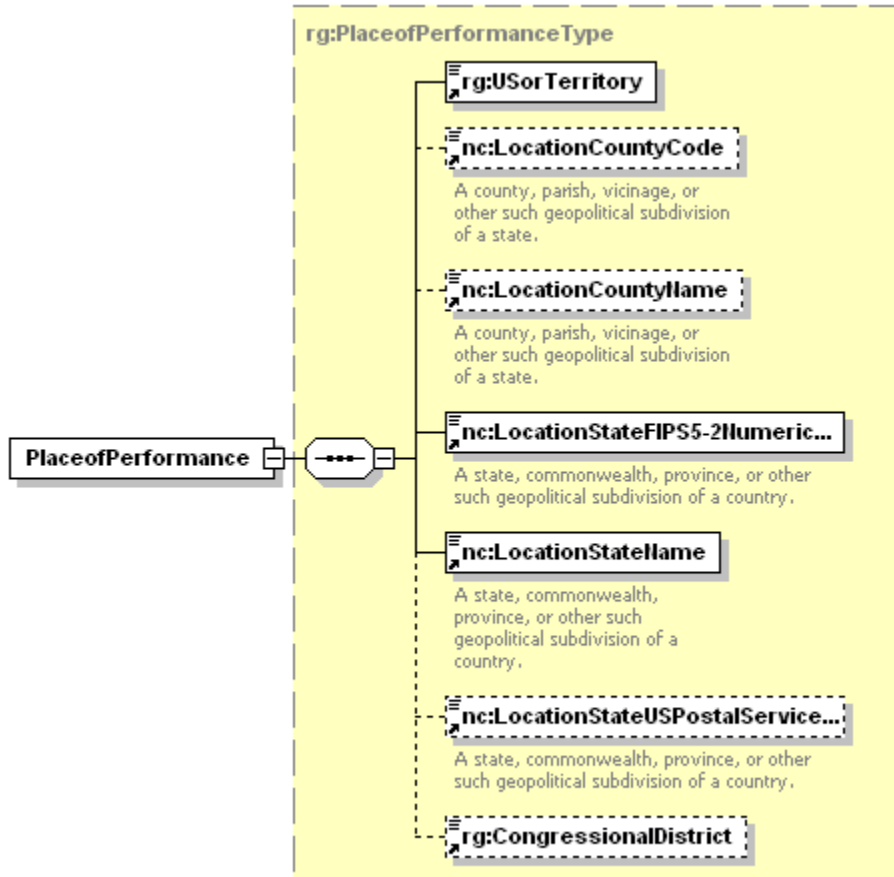 rg:PlaceofPerformanceType
rg:USorTerritory
nc:LocationCountyCode
A county, parish, vicinage, or
other such geopolitical subdivision
of a state.
nc:LocationCountyName
A county, parish, vicinage, or
other such geopolitical subdivision
of a state.
PlaceofPerformance
nc:LocationStateFIPS5-2Numeric...
A state, commonwealth, province, or other
such geopolitical subdivision of a country.
nc:LocationStateName
A state, commonwealth,
province, or other such
geopolitical subdivision of a
country.
nc:LocationStateUSPostalService...
A state, commonwealth, province, or other
such geopolitical subdivision of a country.
rg:CongressionalDistrict